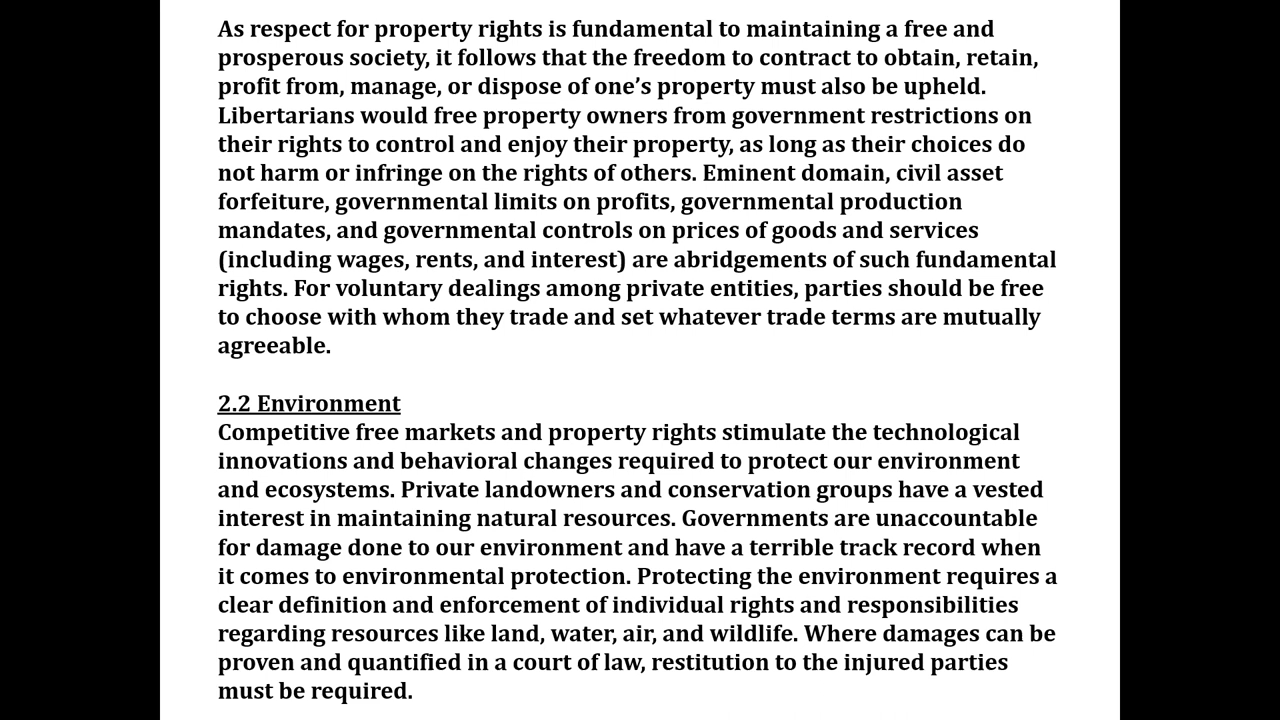 As respect for property rights is fundamental to maintaining a free and
prosperous society, it follows that the freedom to contract to obtain, retain,
profit from, manage, or dispose of one’s property must also be upheld.
Libertarians would free property owners from government restrictions on
their rights to control and enjoy their property, as long as their choices do
not harm or infringe on the rights of others. Eminent domain, civil asset
forfeiture, governmental limits on profits, governmental production
mandates, and governmental controls on prices of goods and services
(including wages, rents, and interest) are abridgements of such fundamental
rights. For voluntary dealings among private entities, parties should be free
to choose with whom they trade and set whatever trade terms are mutually
agreeable.
2.2 Environment
Competitive free markets and property rights stimulate the technological
innovations and behavioral changes required to protect our environment
and ecosystems. Private landowners and conservation groups have a vested
interest in maintaining natural resources. Governments are unaccountable
for damage done to our environment and have a terrible track record when
it comes to environmental protection. Protecting the environment requires a
clear definition and enforcement of individual rights and responsibilities
regarding resources like land, water, air, and wildlife. Where damages can be
proven and quantified in a court of law, restitution to the injured parties
must be required.